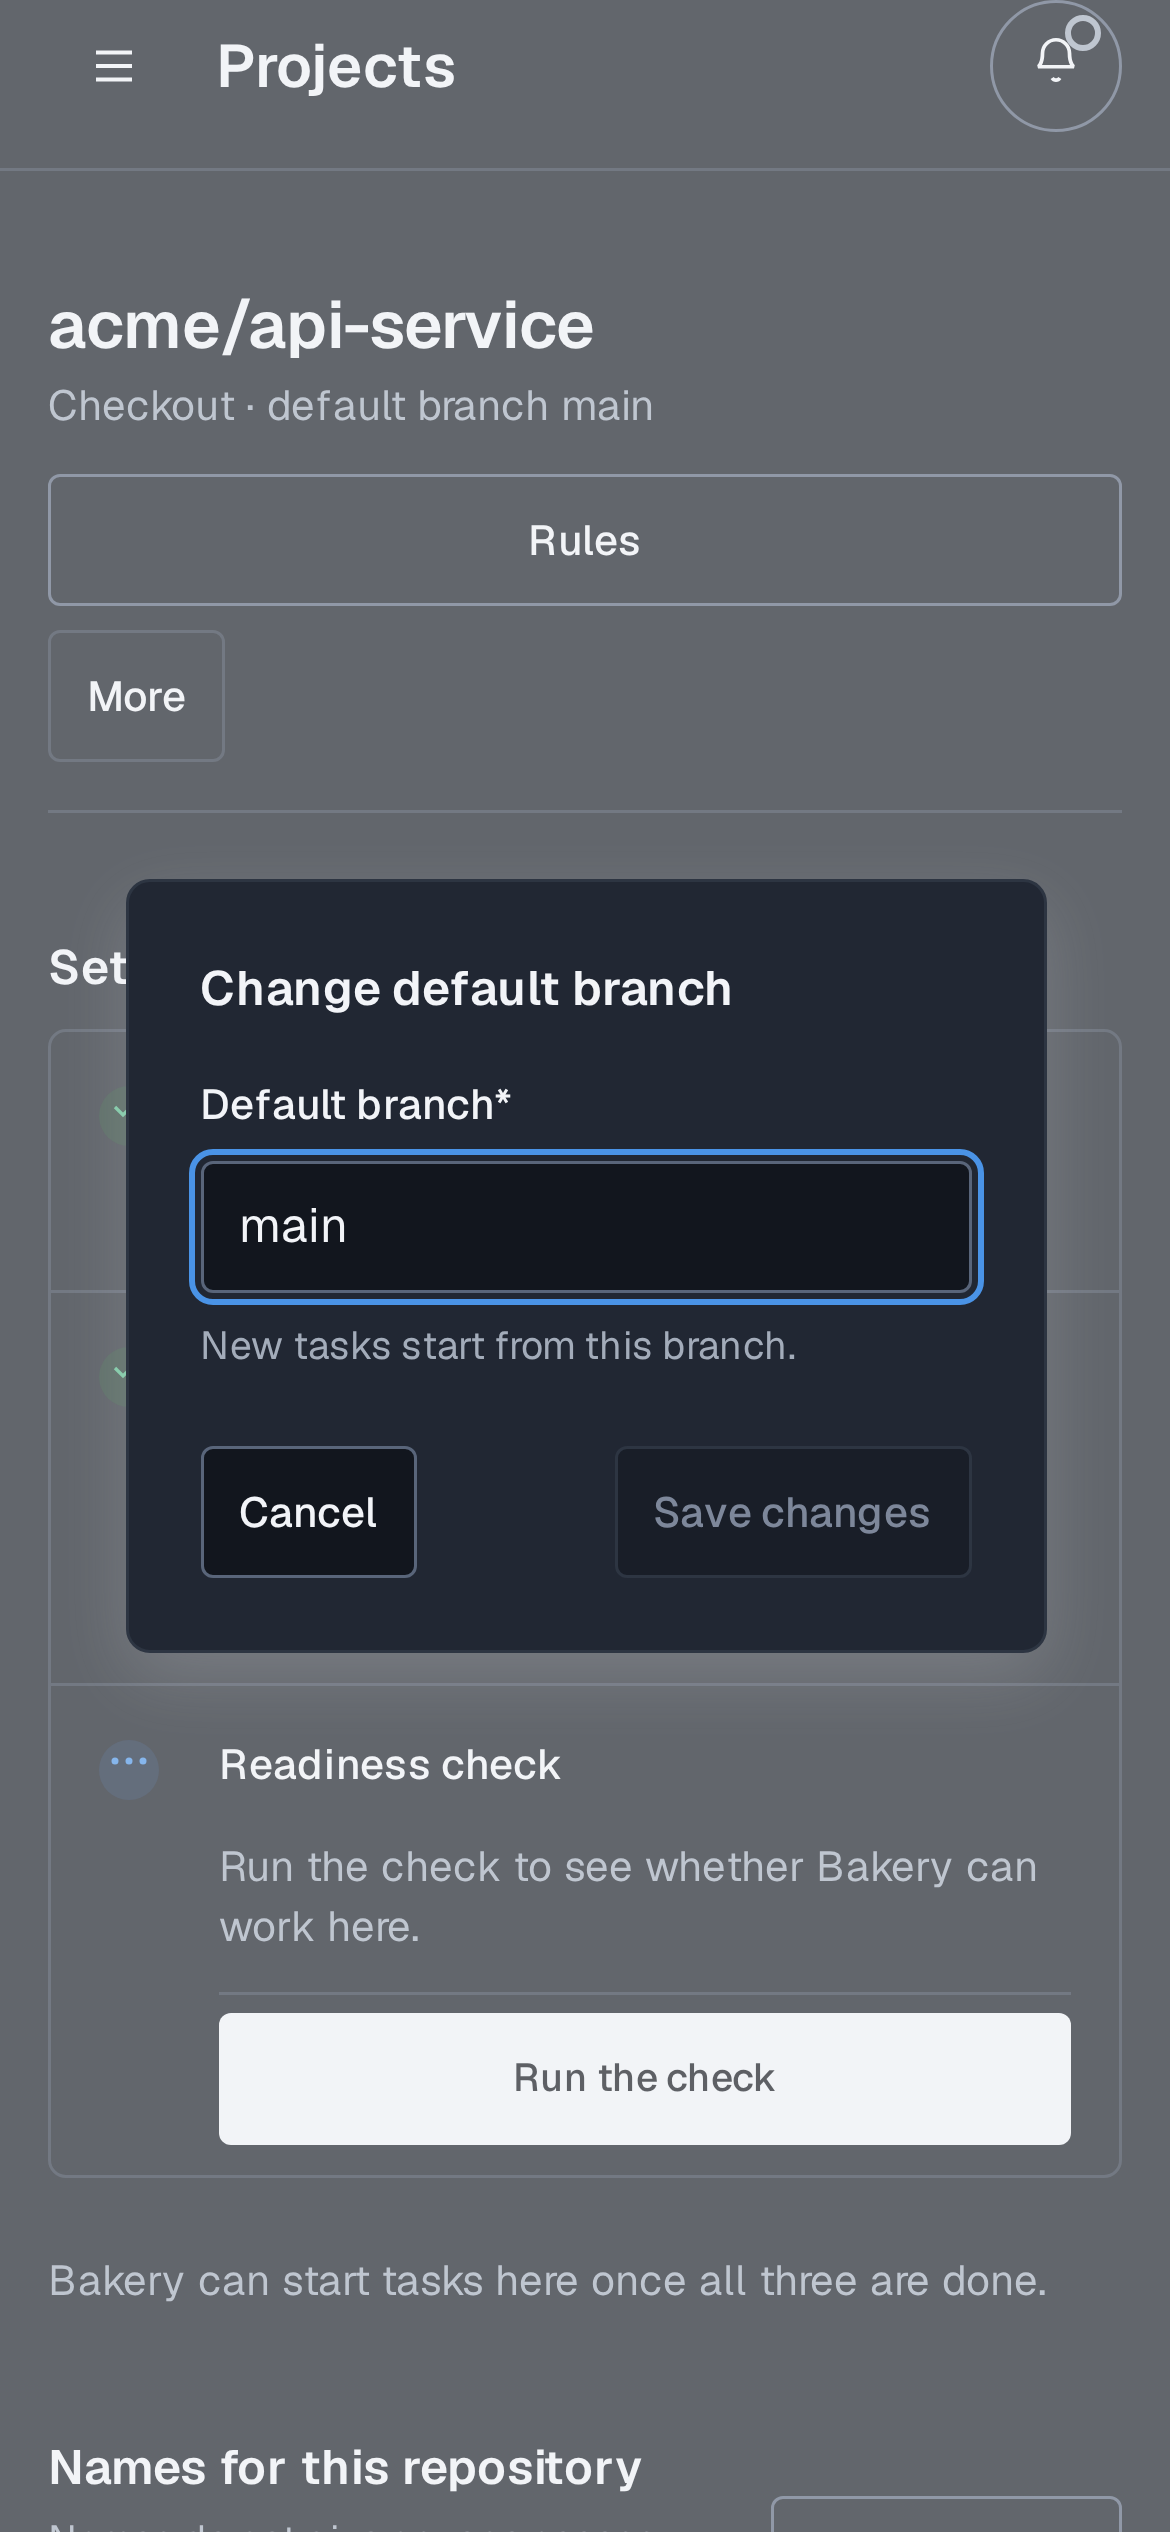 Projects
acme/api-service
Checkout · default branch main
Rules
More
Set
Change default branch
Default branch*
main
New tasks start from this branch.
Cancel
Save changes
Readiness check
Run the check to see whether Bakery can
work here.
Run the check
Bakery can start tasks here once all three are done.
Names for this repository